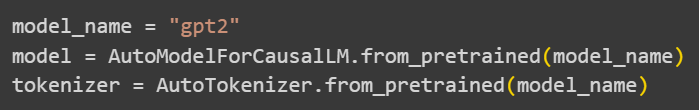 model_name = "gpt2"
model = AutoModelForCausalLM.from_pretrained(model_name)
tokenizer = AutoTokenizer.from_pretrained(model_name)